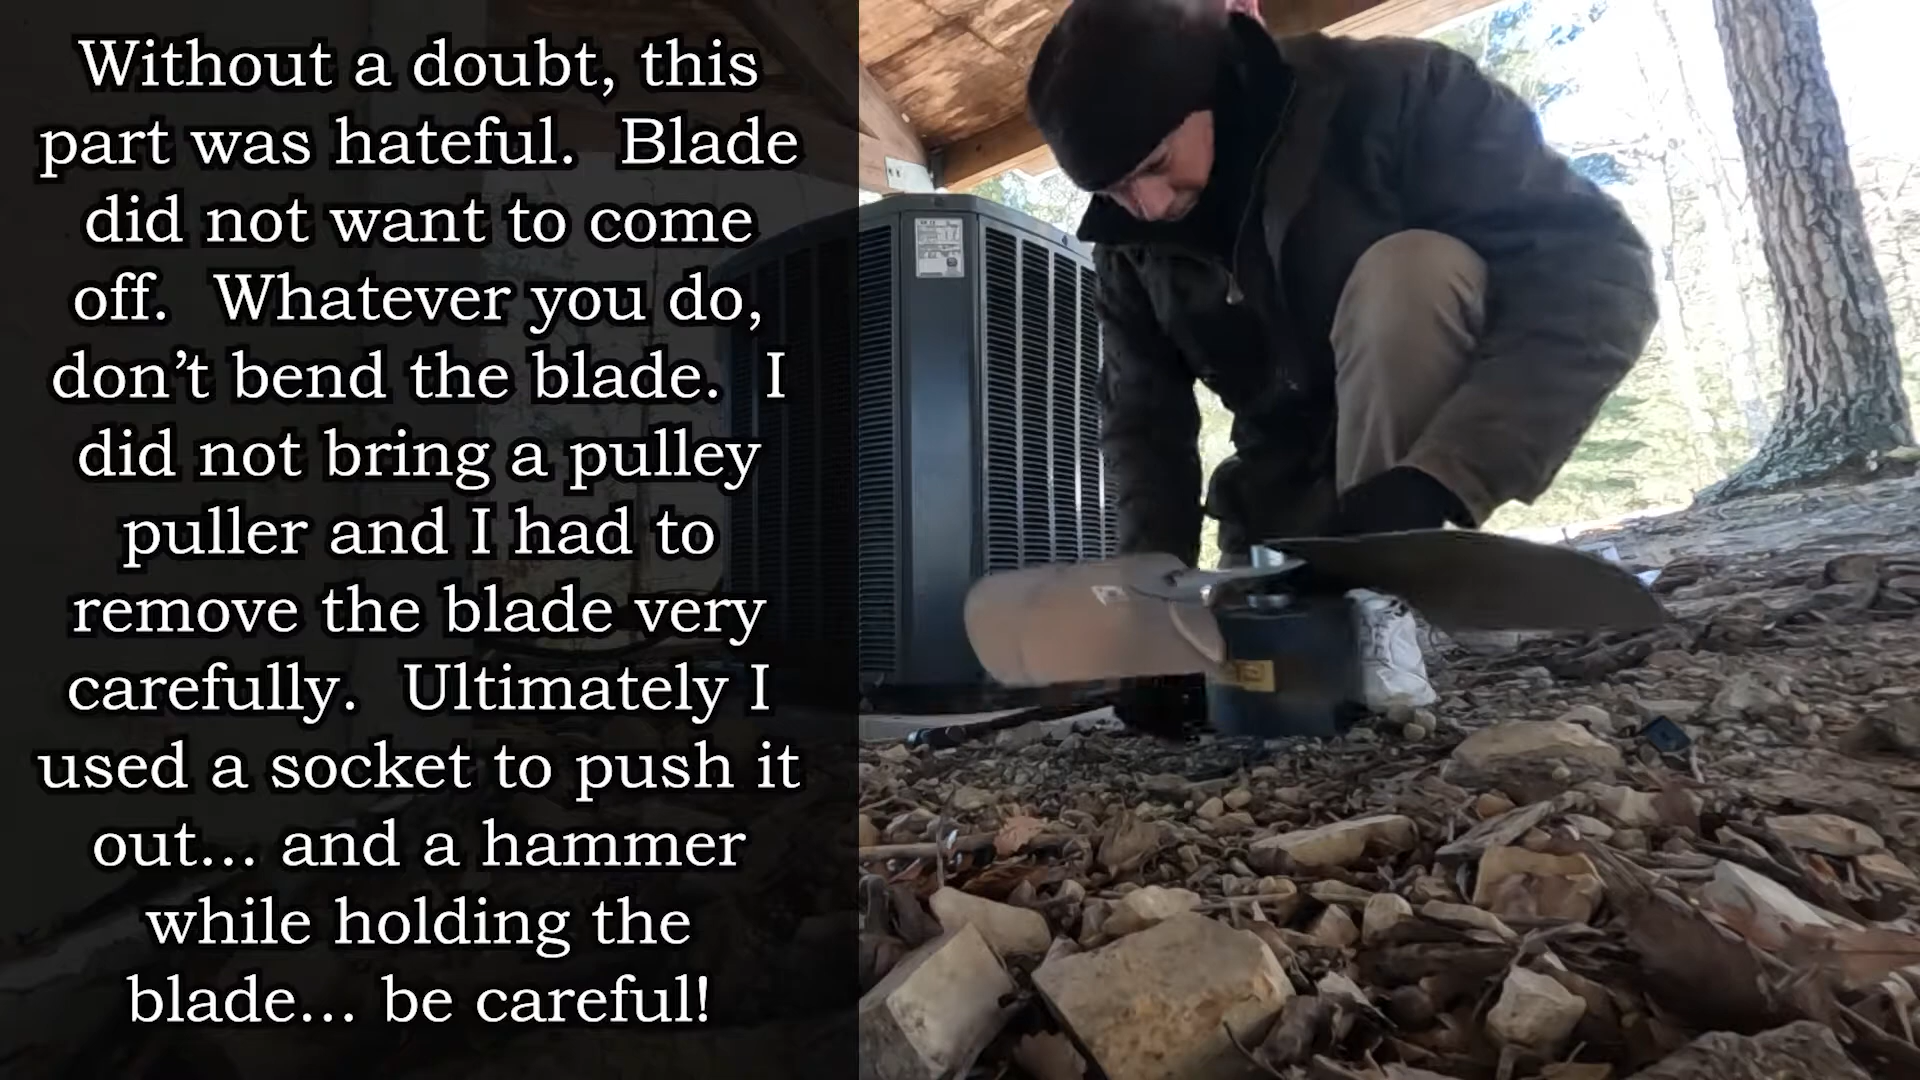 Without a doubt, this
part was hateful.  Blade
did not want to come
off.  Whatever you do,
don’t bend the blade.  I
did not bring a pulley
puller and I had to
remove the blade very
carefully.  Ultimately I
used a socket to push it
out... and a hammer
while holding the
blade... be careful!